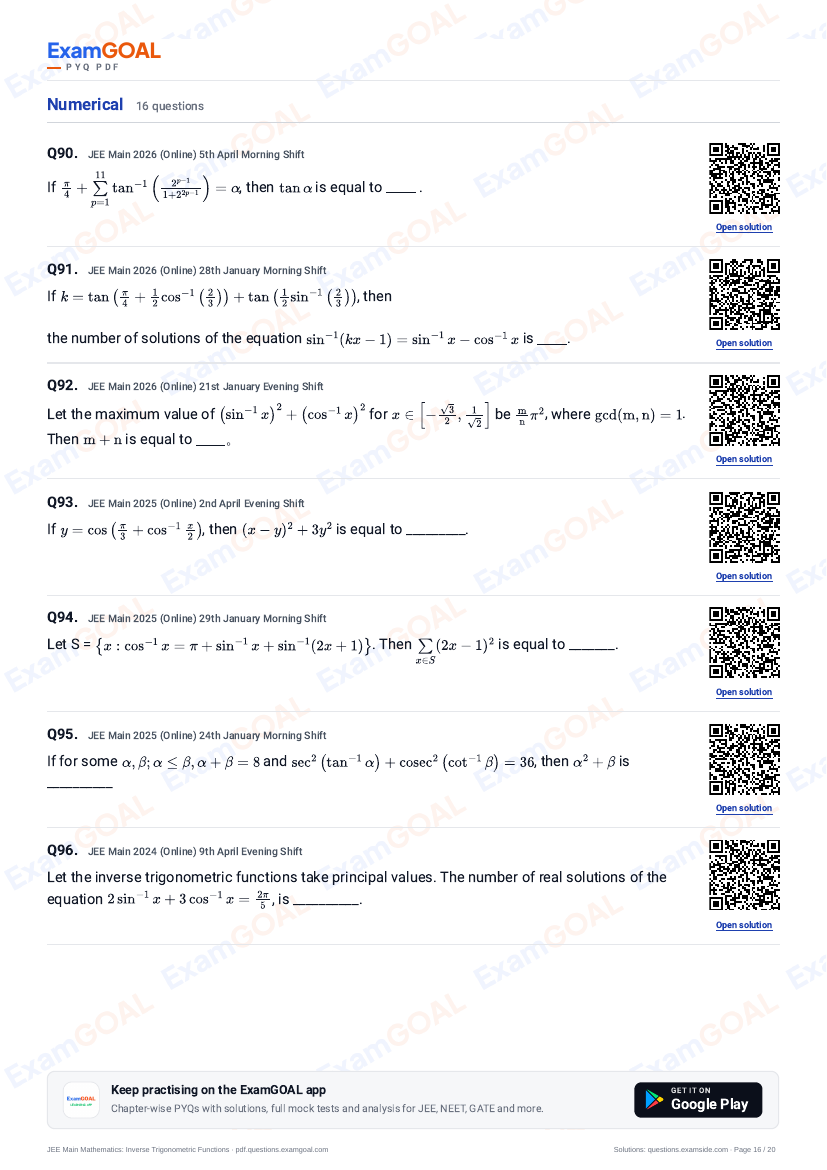 ExamGOAL
PYQ PDF
Numerical 16 questions
Q90. JEE Main 2026 (Online) 5th April Morning Shift
If π/4 + ∑_{p=1}^{11} tan⁻¹ (2^{p−1}/(1+2^{2p−1})) = α, then tan α is equal to ____ .
Open solution
Q91. JEE Main 2026 (Online) 28th January Morning Shift
If k = tan (π/4 + 1/2 cos⁻¹ (2/3)) + tan (1/2 sin⁻¹ (2/3)), then
the number of solutions of the equation sin⁻¹(kx − 1) = sin⁻¹ x − cos⁻¹ x is ____.
Open solution
Q92. JEE Main 2026 (Online) 21st January Evening Shift
Let the maximum value of (sin⁻¹ x)² + (cos⁻¹ x)² for x ∈ [−√3/2, 1/√2] be m/n π², where gcd(m, n) = 1.
Then m + n is equal to ____。
Open solution
Q93. JEE Main 2025 (Online) 2nd April Evening Shift
If y = cos (π/3 + cos⁻¹ x/2), then (x − y)² + 3y² is equal to _________.
Open solution
Q94. JEE Main 2025 (Online) 29th January Morning Shift
Let S = {x : cos⁻¹ x = π + sin⁻¹ x + sin⁻¹(2x + 1)}. Then ∑_{x∈S} (2x − 1)² is equal to _______.
Open solution
Q95. JEE Main 2025 (Online) 24th January Morning Shift
If for some α, β; α ≤ β, α + β = 8 and sec² (tan⁻¹ α) + cosec² (cot⁻¹ β) = 36, then α² + β is
__________
Open solution
Q96. JEE Main 2024 (Online) 9th April Evening Shift
Let the inverse trigonometric functions take principal values. The number of real solutions of the
equation 2 sin⁻¹ x + 3 cos⁻¹ x = 2π/5, is __________.
Open solution
Keep practising on the ExamGOAL app
Chapter-wise PYQs with solutions, full mock tests and analysis for JEE, NEET, GATE and more.
GET IT ON
Google Play
JEE Main Mathematics: Inverse Trigonometric Functions · pdf.questions.examgoal.com
Solutions: questions.examside.com · Page 16 / 20